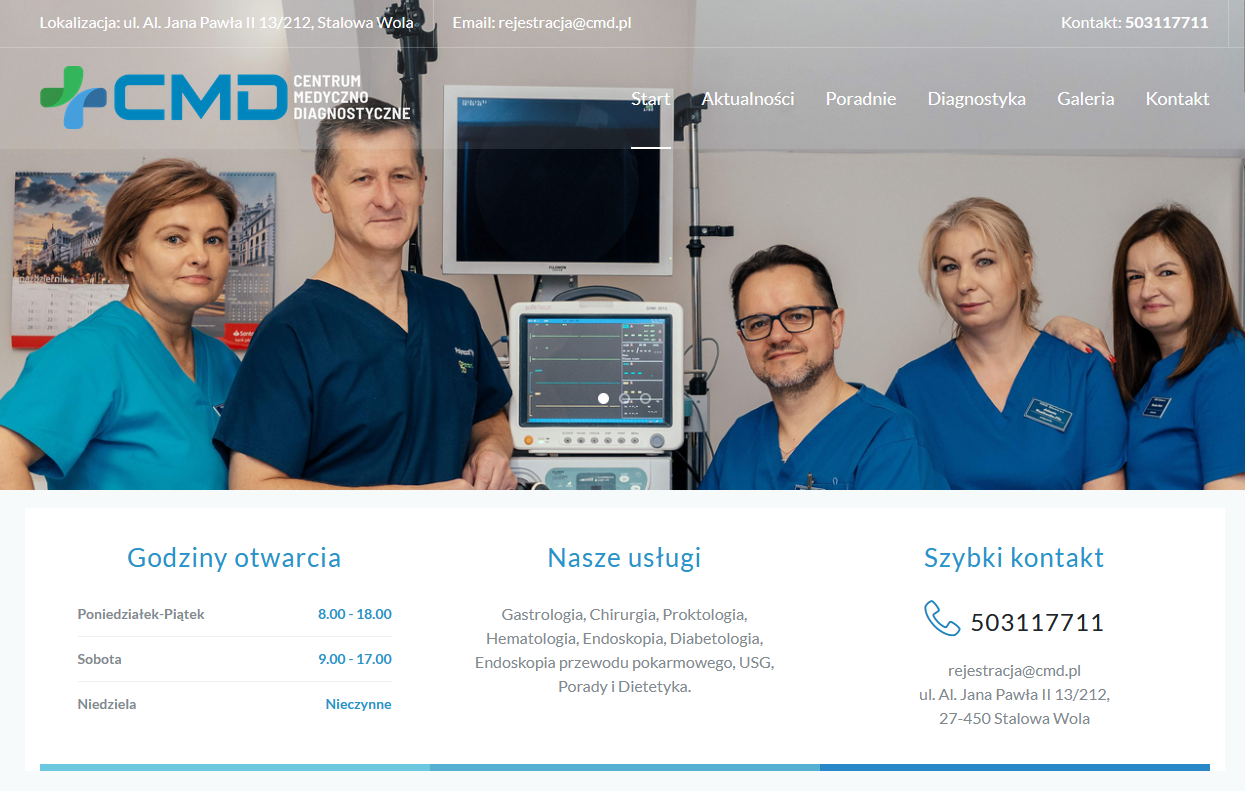 Lokalizacja: ul. Al. Jana Pawła II 13/212, Stalowa Wola
Email: rejestracja@cmd.pl
Kontakt: 503117711
CMD CENTRUM
MEDYCZNO
DIAGNOSTYCZNE
Start
Aktualności
Poradnie
Diagnostyka
Galeria
Kontakt
Godziny otwarcia
Poniedziałek-Piątek 8.00 - 18.00
Sobota 9.00 - 17.00
Niedziela Nieczynne
Nasze usługi
Gastrologia, Chirurgia, Proktologia,
Hematologia, Endoskopia, Diabetologia,
Endoskopia przewodu pokarmowego, USG,
Porady i Dietetyka.
Szybki kontakt
503117711
rejestracja@cmd.pl
ul. Al. Jana Pawła II 13/212,
27-450 Stalowa Wola